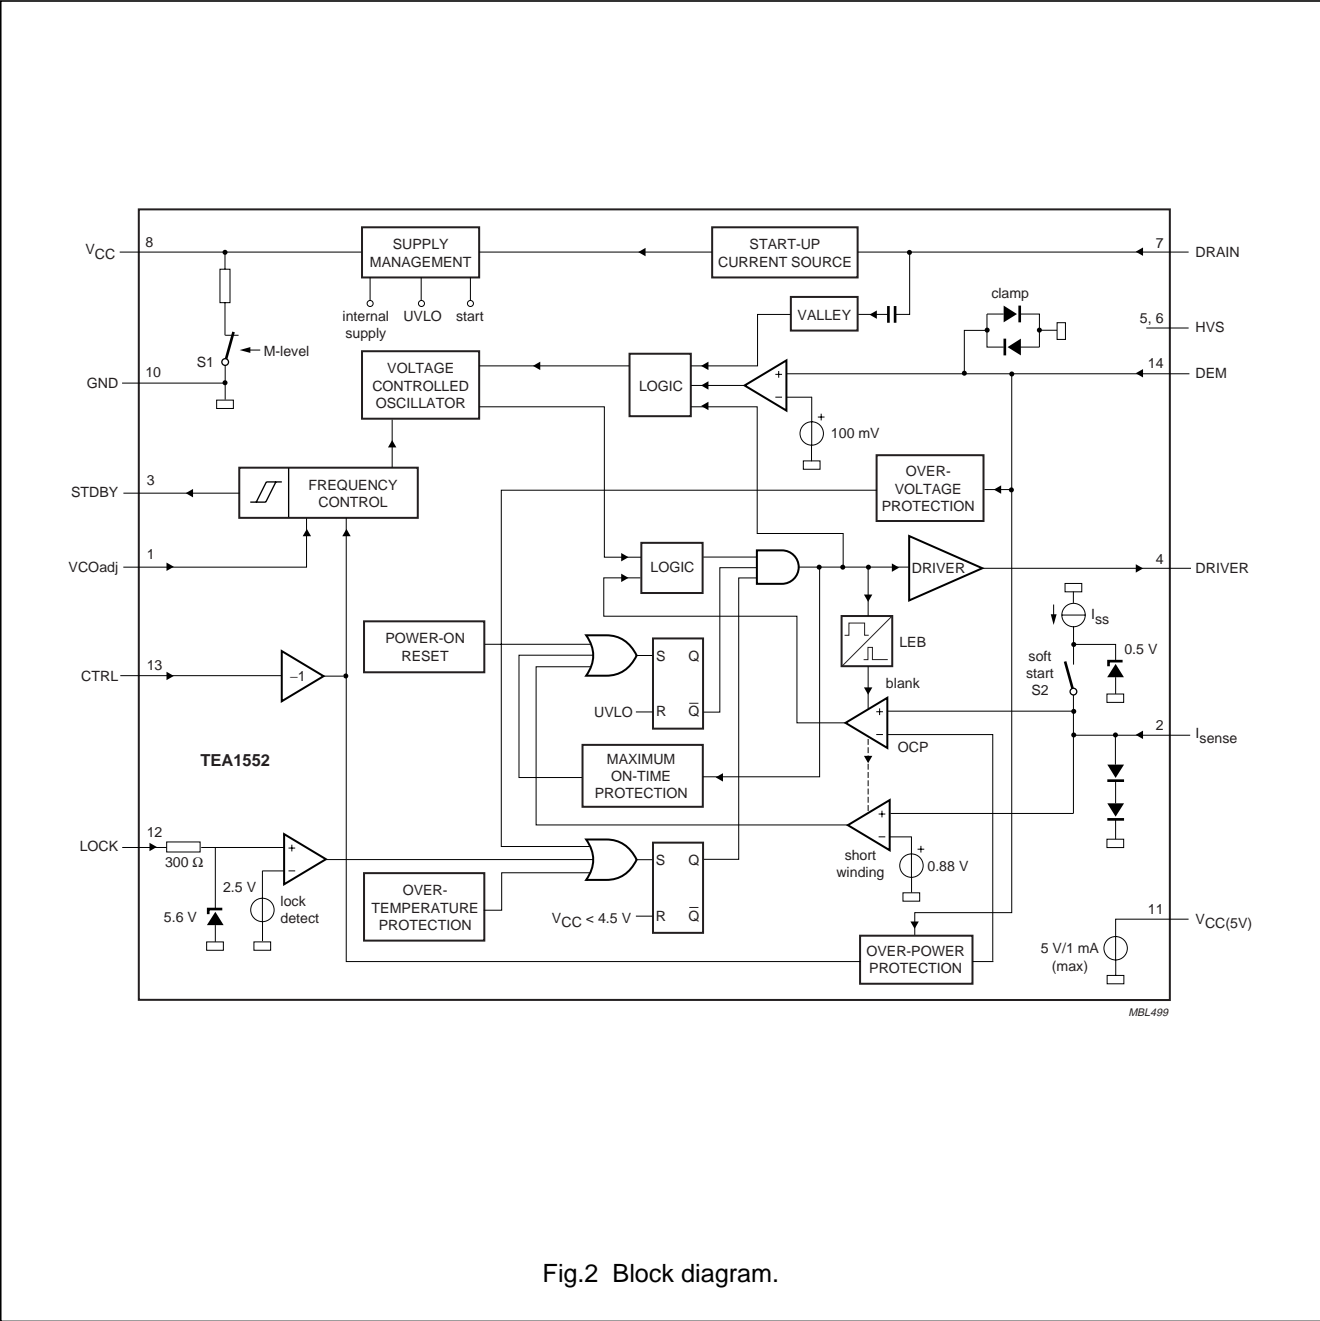 VCC
8
SUPPLY
MANAGEMENT
START-UP
CURRENT SOURCE
7
DRAIN
internal
supply
UVLO
start
VALLEY
clamp
5, 6
HVS
S1
M-level
GND
10
VOLTAGE
CONTROLLED
OSCILLATOR
LOGIC
+
−
+
100 mV
14
DEM
STDBY
3
FREQUENCY
CONTROL
OVER-
VOLTAGE
PROTECTION
VCOadj
1
LOGIC
DRIVER
4
DRIVER
Iss
POWER-ON
RESET
S
Q
UVLO
R
Q̅
LEB
blank
soft
start
S2
0.5 V
CTRL
13
−1
+
−
OCP
2
Isense
TEA1552
MAXIMUM
ON-TIME
PROTECTION
+
−
short
winding
+
0.88 V
LOCK
12
300 Ω
+
−
5.6 V
2.5 V
lock
detect
OVER-
TEMPERATURE
PROTECTION
S
Q
VCC < 4.5 V
R
Q̅
OVER-POWER
PROTECTION
11
VCC(5V)
5 V/1 mA
(max)
MBL499
Fig.2 Block diagram.